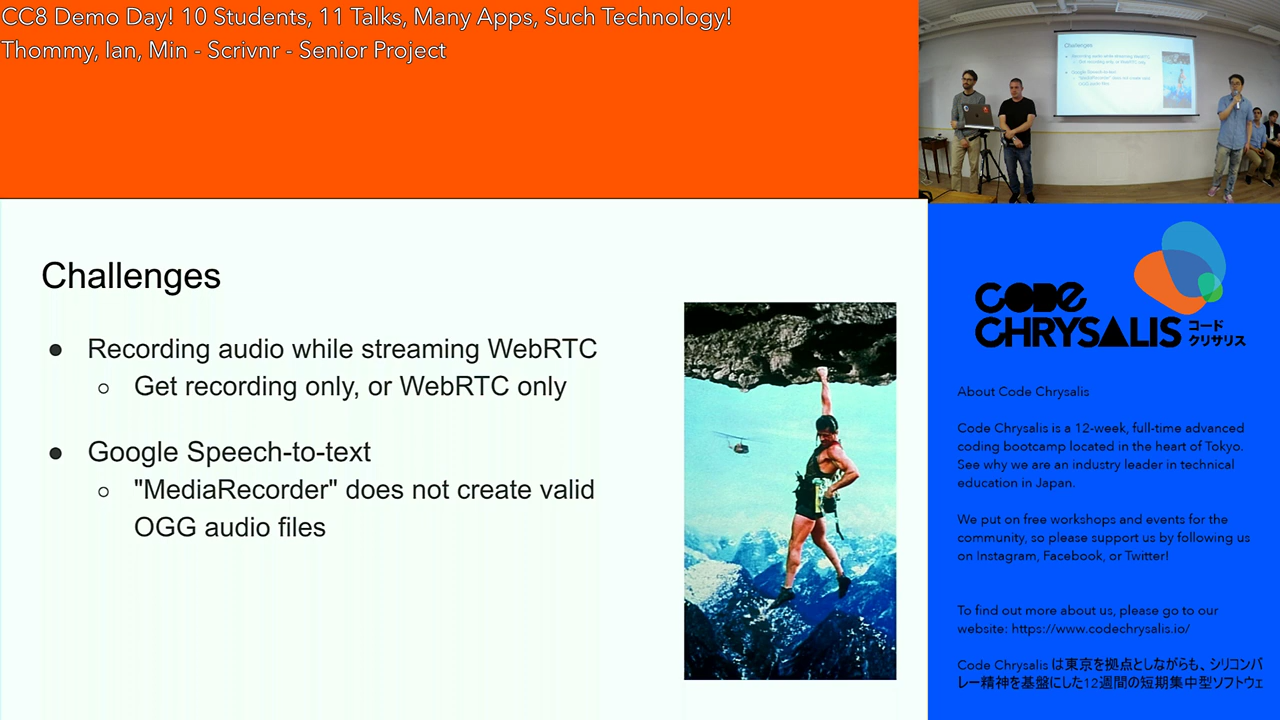 CC8 Demo Day! 10 Students, 11 Talks, Many Apps, Such Technology!
Thommy, Ian, Min - Scrivnr - Senior Project
Challenges
● Recording audio while streaming WebRTC
○ Get recording only, or WebRTC only
● Google Speech-to-text
○ "MediaRecorder" does not create valid
OGG audio files
CODE
CHRYSALIS コード
クリサリス
About Code Chrysalis
Code Chrysalis is a 12-week, full-time advanced
coding bootcamp located in the heart of Tokyo.
See why we are an industry leader in technical
education in Japan.
We put on free workshops and events for the
community, so please support us by following us
on Instagram, Facebook, or Twitter!
To find out more about us, please go to our
website: https://www.codechrysalis.io/
Code Chrysalis は東京を拠点としながらも、シリコンバ
レー精神を基盤にした12週間の短期集中型ソフトウェ
Challenges